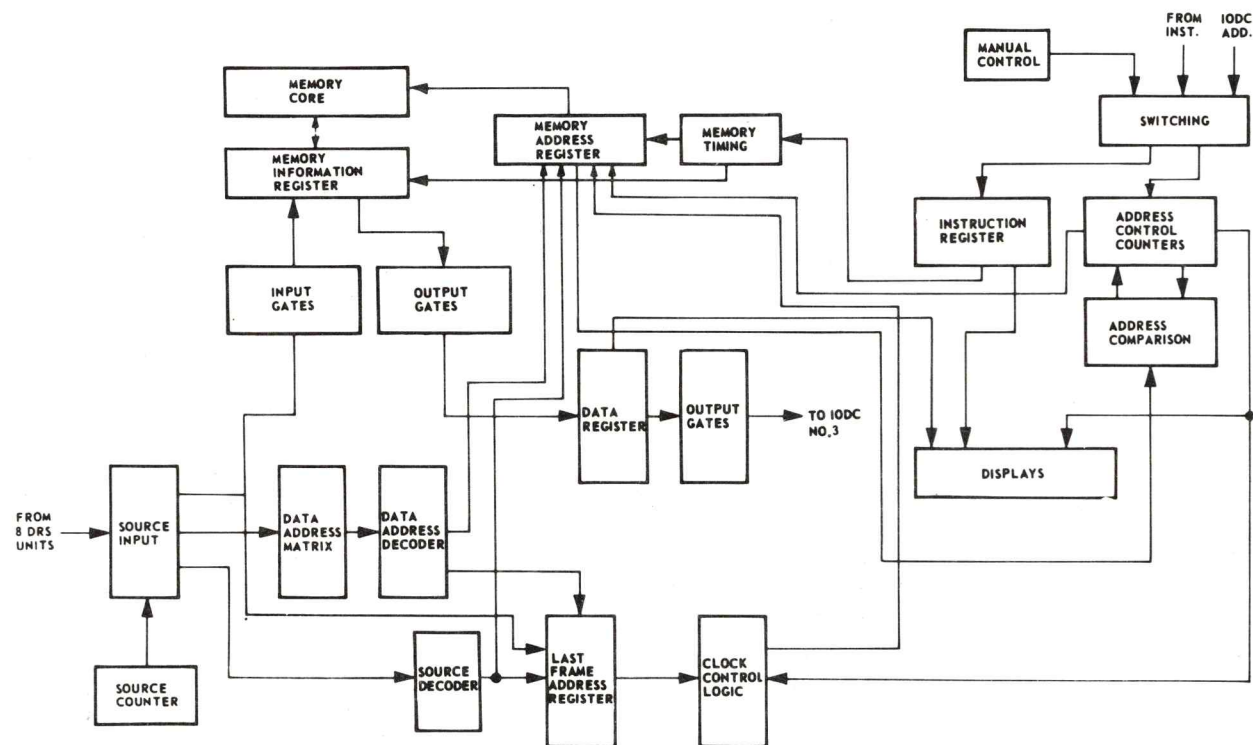 FROM
INST.
IODC
ADD.
MANUAL
CONTROL
MEMORY
CORE
SWITCHING
MEMORY
ADDRESS
REGISTER
MEMORY
TIMING
MEMORY
INFORMATION
REGISTER
INSTRUCTION
REGISTER
ADDRESS
CONTROL
COUNTERS
INPUT
GATES
OUTPUT
GATES
ADDRESS
COMPARISON
DATA
REGISTER
OUTPUT
GATES
TO IODC
NO.3
DISPLAYS
FROM
8 DRS
UNITS
SOURCE
INPUT
DATA
ADDRESS
MATRIX
DATA
ADDRESS
DECODER
SOURCE
COUNTER
SOURCE
DECODER
LAST
FRAME
ADDRESS
REGISTER
CLOCK
CONTROL
LOGIC